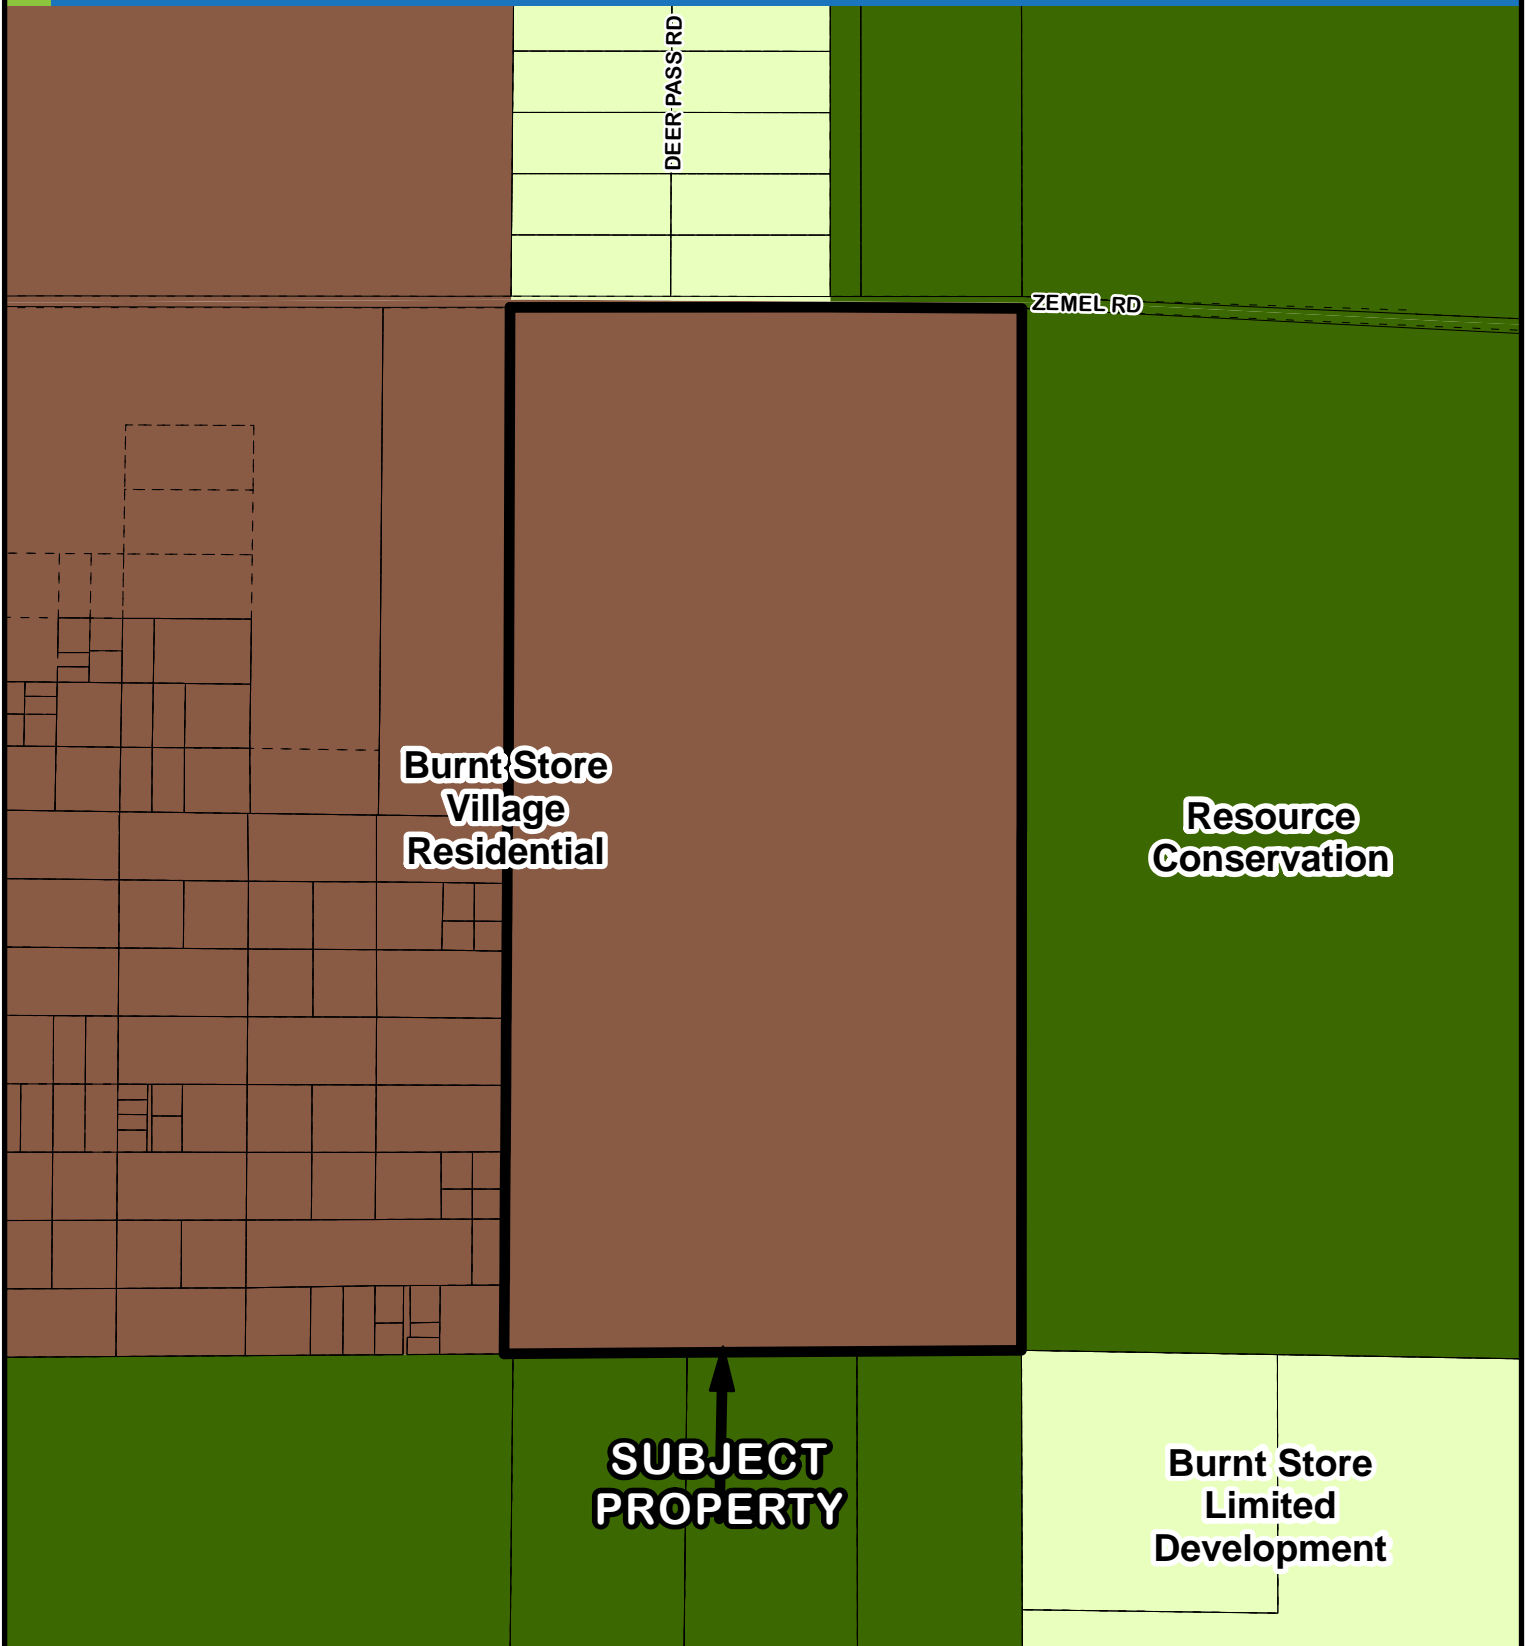 DEER PASS RD
ZEMEL RD
Burnt Store
Village
Residential
Resource
Conservation
SUBJECT
PROPERTY
Burnt Store
Limited
Development